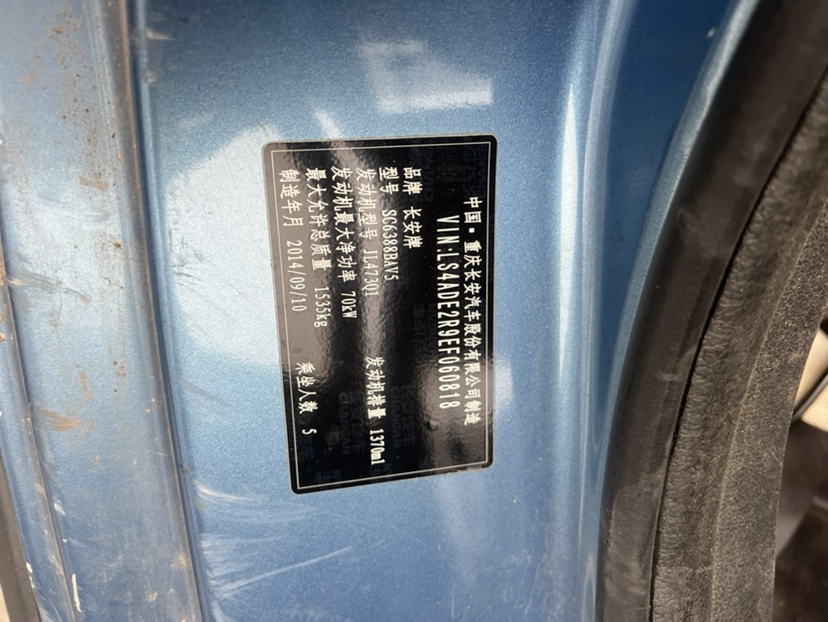 中国·重庆长安汽车股份有限公司制造
VIN:LS4ADE2R9EF060818
品牌 长安牌
型号 SC6388BAV5
发动机型号 JL473Q1 发动机排量 1370ml
发动机最大净功率 70kW
最大允许总质量 1535kg 乘坐人数 5
制造年月 2014/09/10